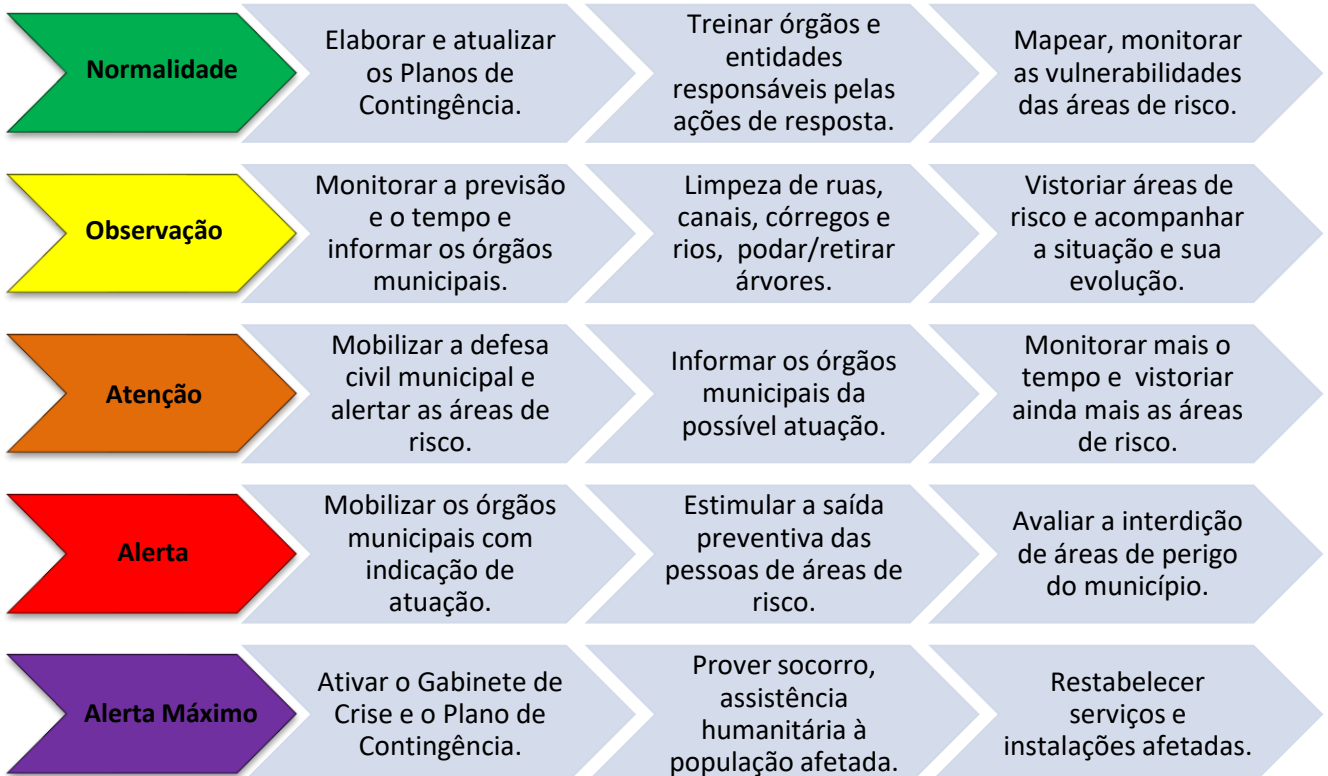 Normalidade
Elaborar e atualizar
os Planos de
Contingência.
Treinar órgãos e
entidades
responsáveis pelas
ações de resposta.
Mapear, monitorar
as vulnerabilidades
das áreas de risco.
Observação
Monitorar a previsão
e o tempo e
informar os órgãos
municipais.
Limpeza de ruas,
canais, córregos e
rios, podar/retirar
árvores.
Vistoriar áreas de
risco e acompanhar
a situação e sua
evolução.
Atenção
Mobilizar a defesa
civil municipal e
alertar as áreas de
risco.
Informar os órgãos
municipais da
possível atuação.
Monitorar mais o
tempo e vistoriar
ainda mais as áreas
de risco.
Alerta
Mobilizar os órgãos
municipais com
indicação de
atuação.
Estimular a saída
preventiva das
pessoas de áreas de
risco.
Avaliar a interdição
de áreas de perigo
do município.
Alerta Máximo
Ativar o Gabinete de
Crise e o Plano de
Contingência.
Prover socorro,
assistência
humanitária à
população afetada.
Restabelecer
serviços e
instalações afetadas.